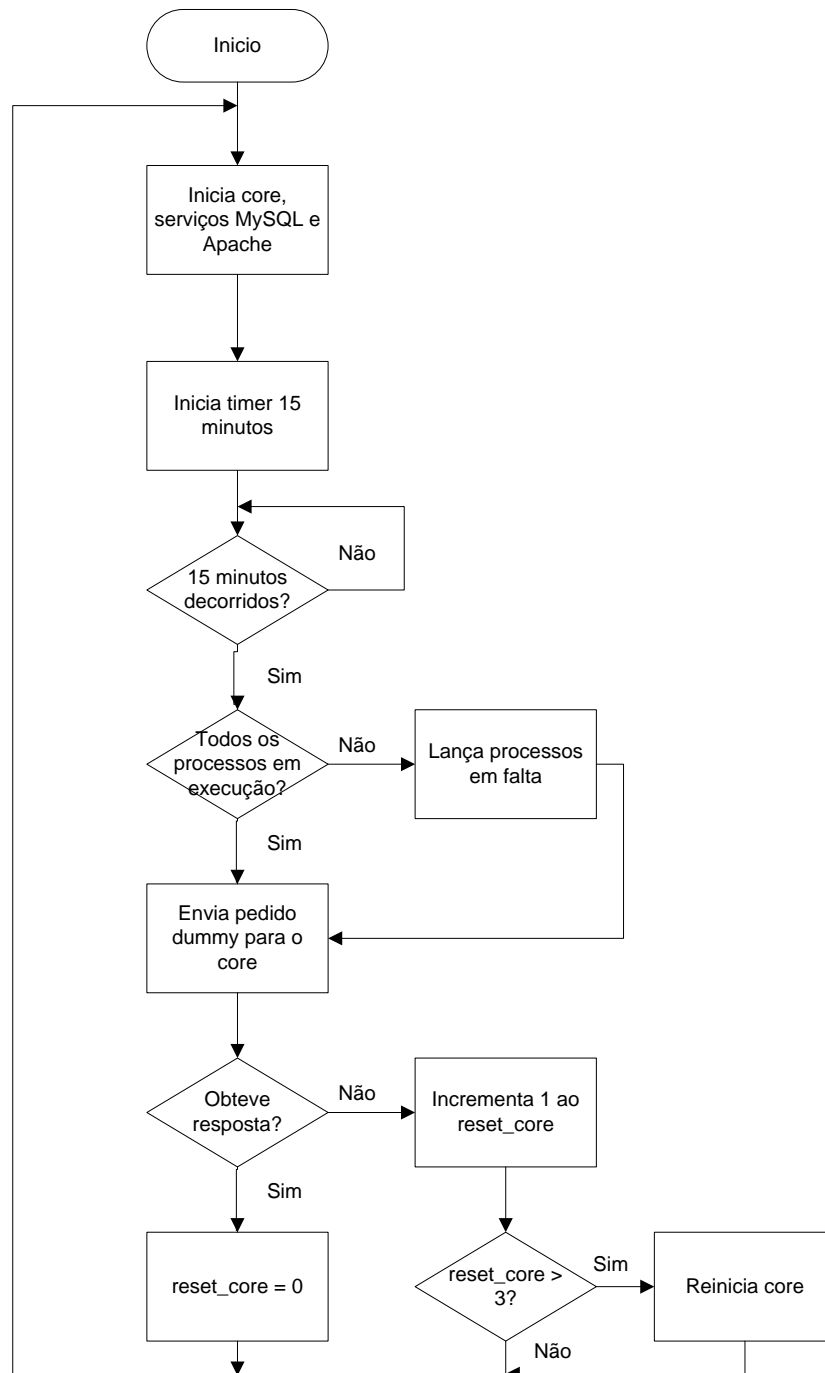 Inicio
Inicia core,
serviços MySQL e
Apache
Inicia timer 15
minutos
Não
15 minutos
decorridos?
Sim
Todos os
processos em
execução?
Não
Lança processos
em falta
Sim
Envia pedido
dummy para o
core
Obteve
resposta?
Não
Incrementa 1 ao
reset_core
Sim
reset_core = 0
reset_core >
3?
Sim
Reinicia core
Não